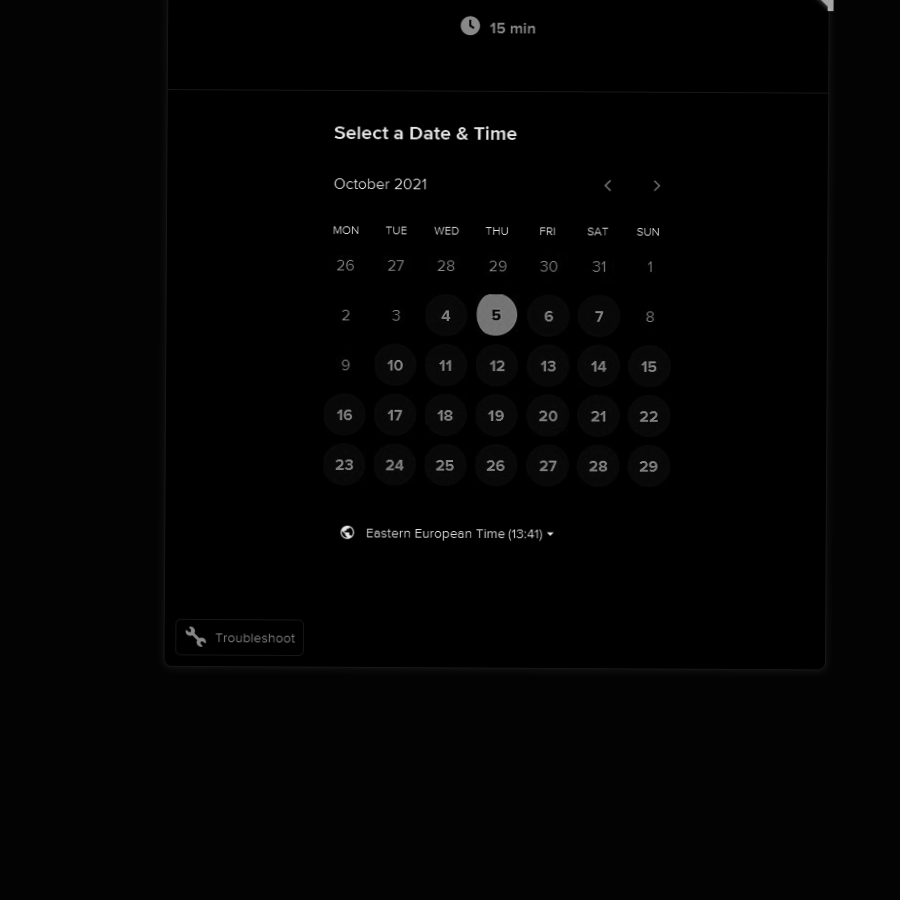 15 min
Select a Date & Time
October 2021
MON TUE WED THU FRI SAT SUN
26 27 28 29 30 31 1
2 3 4 5 6 7 8
9 10 11 12 13 14 15
16 17 18 19 20 21 22
23 24 25 26 27 28 29
Eastern European Time (13:41)
Troubleshoot